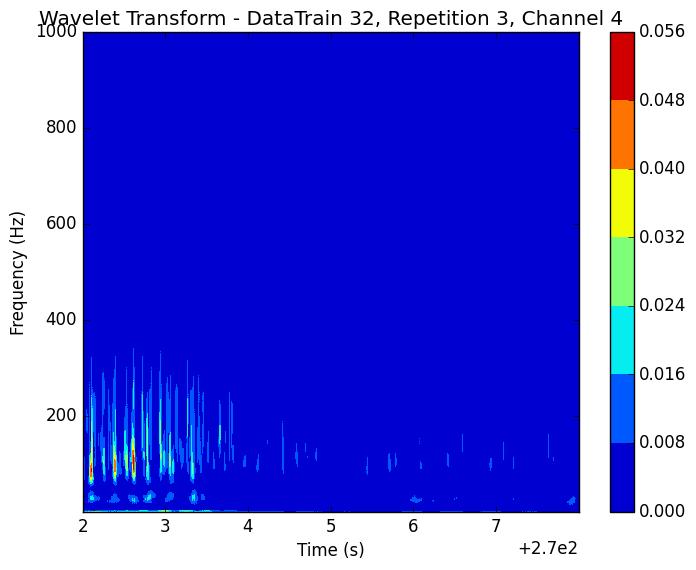 Wavelet Transform - DataTrain 32, Repetition 3, Channel 4
1000
800
600
400
200
Frequency (Hz)
2 3 4 5 6 7
Time (s)
+2.7e2
0.056
0.048
0.040
0.032
0.024
0.016
0.008
0.000